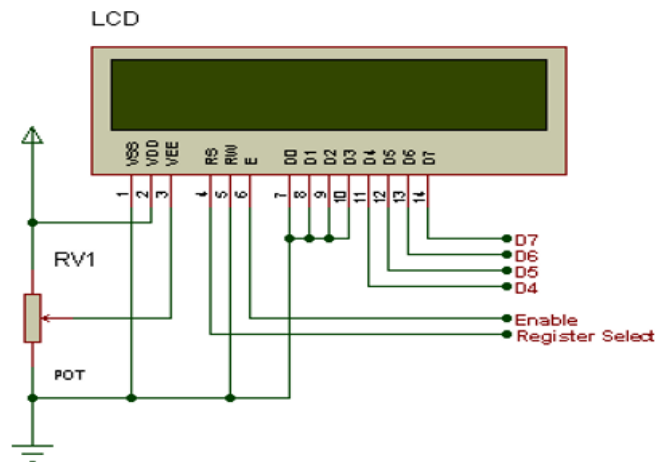 LCD
VSS VDD VEE RS RW E D0 D1 D2 D3 D4 D5 D6 D7
1 2 3 4 5 6 7 8 9 10 11 12 13 14
D7
D6
D5
D4
RV1
Enable
Register Select
POT